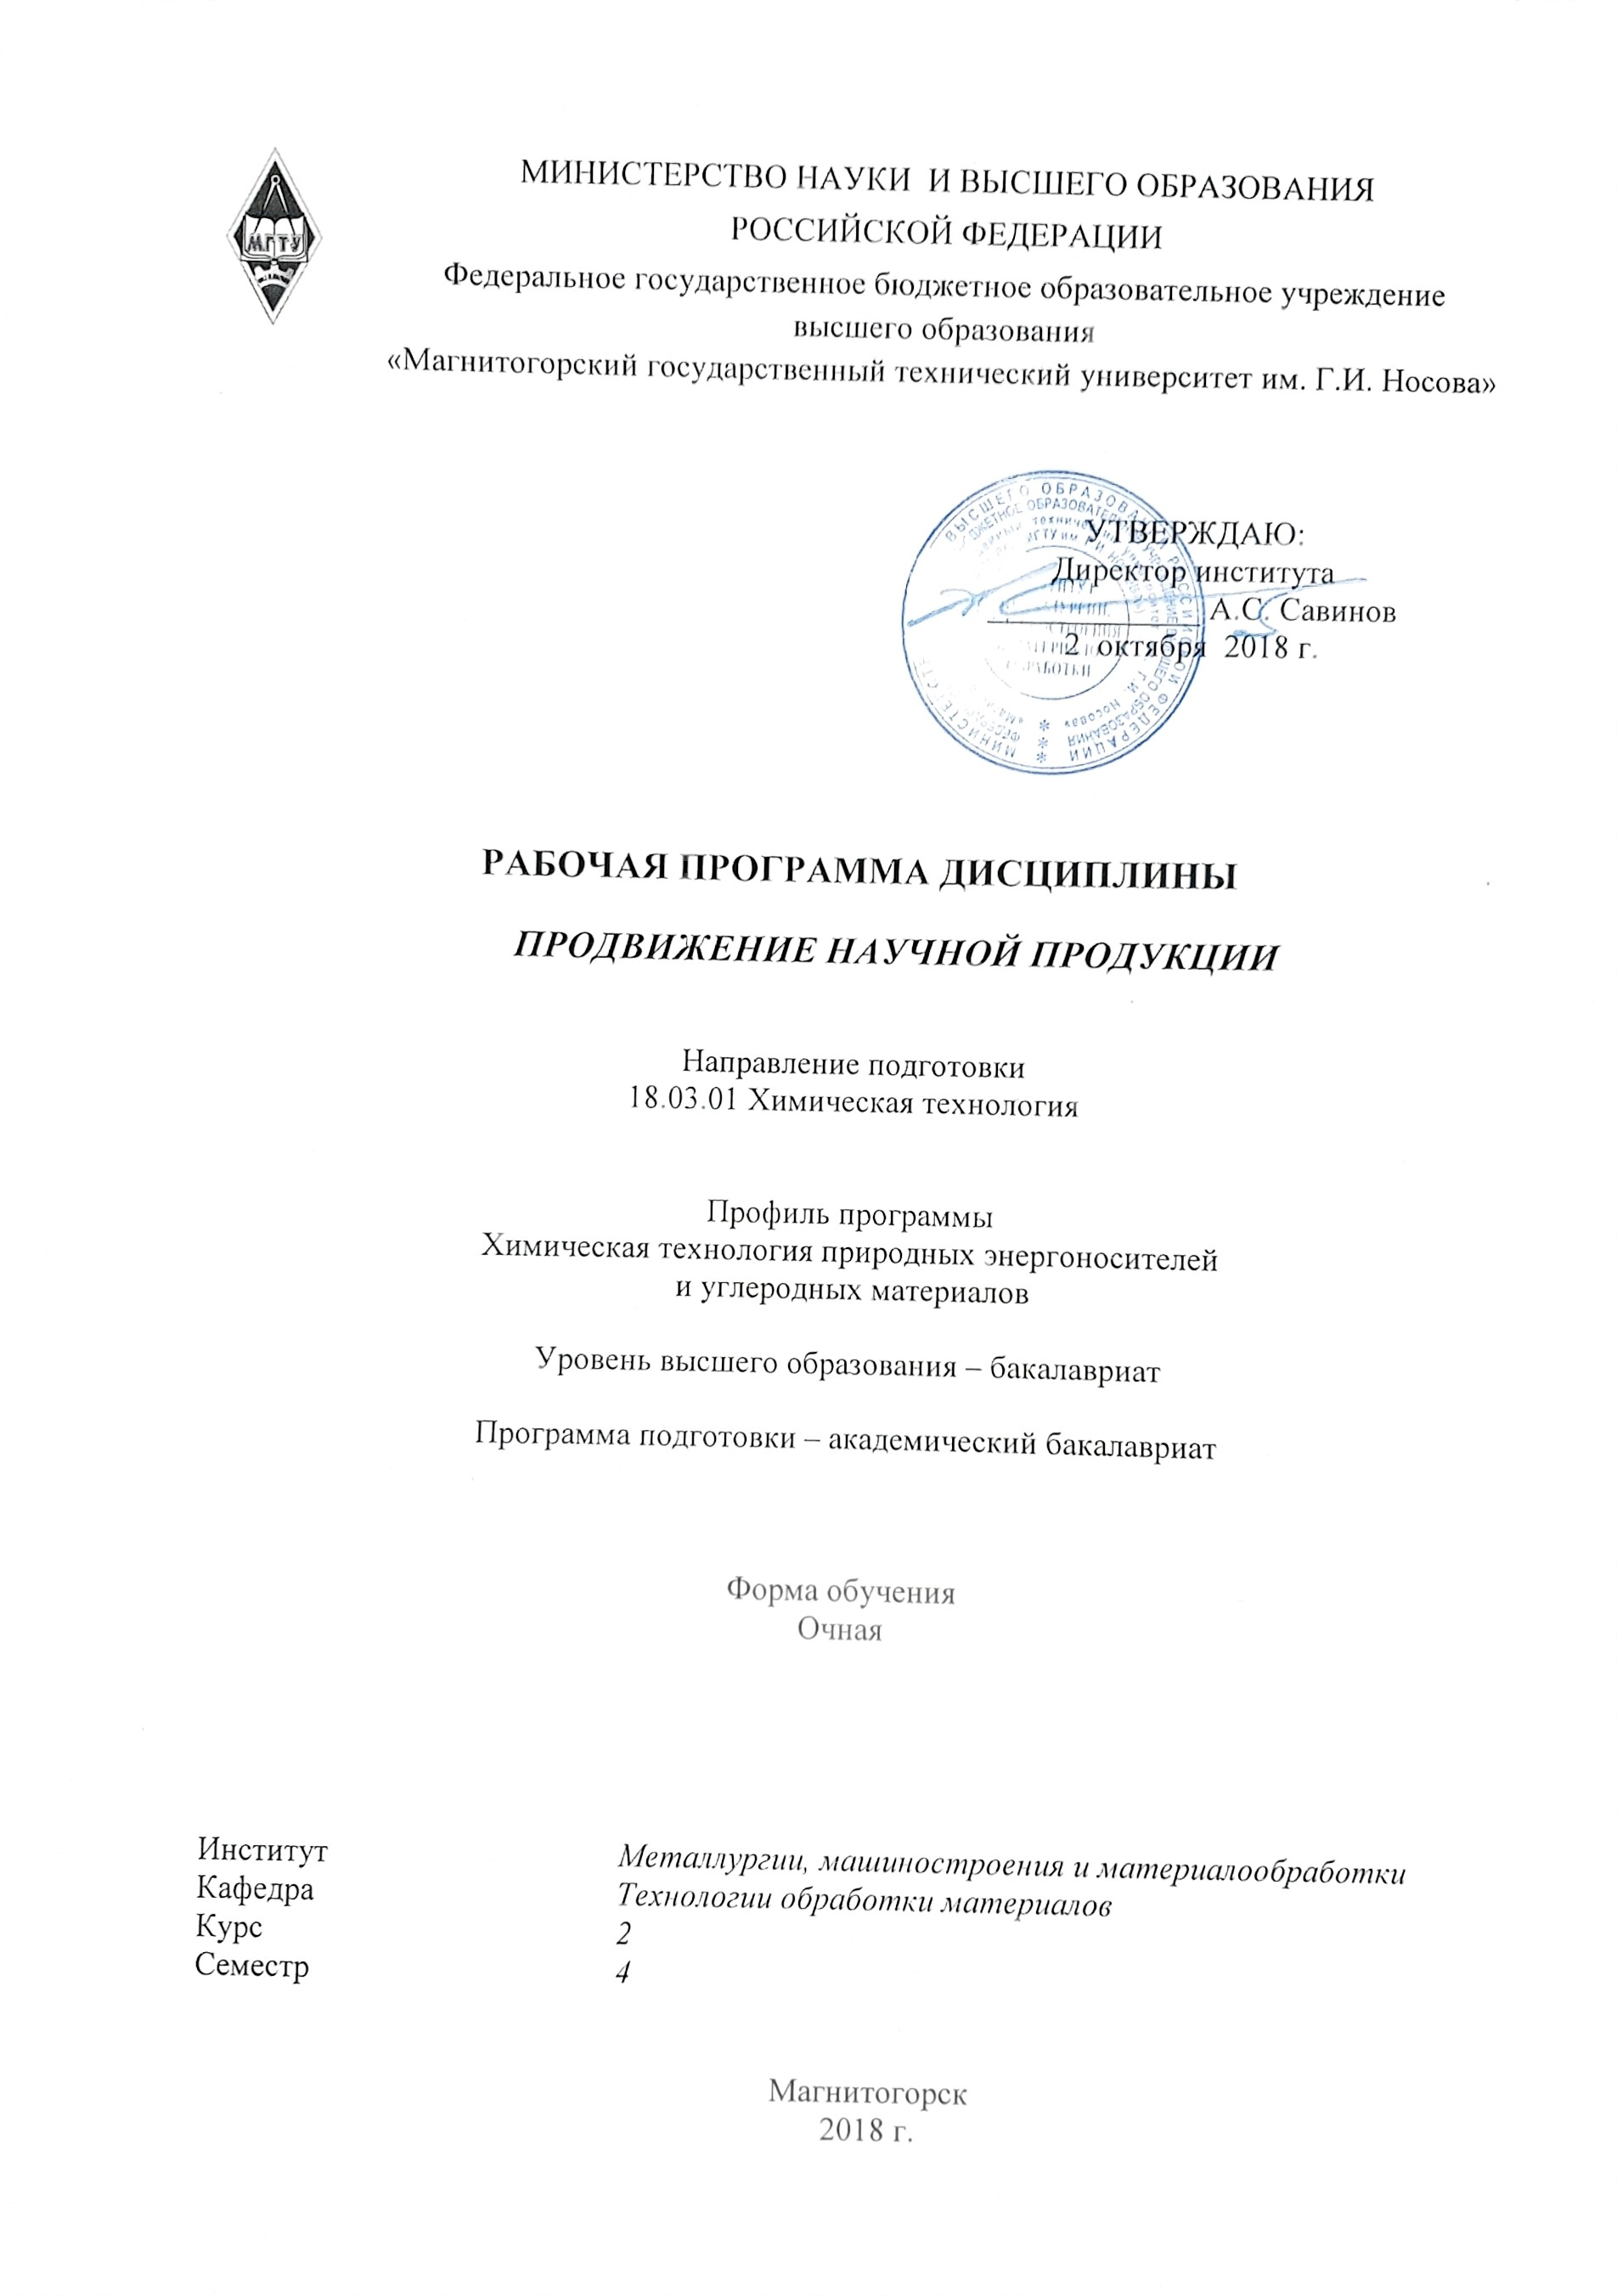 МИНИСТЕРСТВО НАУКИ И ВЫСШЕГО ОБРАЗОВАНИЯ
РОССИЙСКОЙ ФЕДЕРАЦИИ
Федеральное государственное бюджетное образовательное учреждение
высшего образования
«Магнитогорский государственный технический университет им. Г.И. Носова»
МГТУ
УТВЕРЖДАЮ:
Директор института
А.С. Савинов
2 октября 2018 г.
РАБОЧАЯ ПРОГРАММА ДИСЦИПЛИНЫ
ПРОДВИЖЕНИЕ НАУЧНОЙ ПРОДУКЦИИ
Направление подготовки
18.03.01 Химическая технология
Профиль программы
Химическая технология природных энергоносителей
и углеродных материалов
Уровень высшего образования – бакалавриат
Программа подготовки – академический бакалавриат
Форма обучения
Очная
Институт Металлургии, машиностроения и материалообработки
Кафедра Технологии обработки материалов
Курс 2
Семестр 4
Магнитогорск
2018 г.